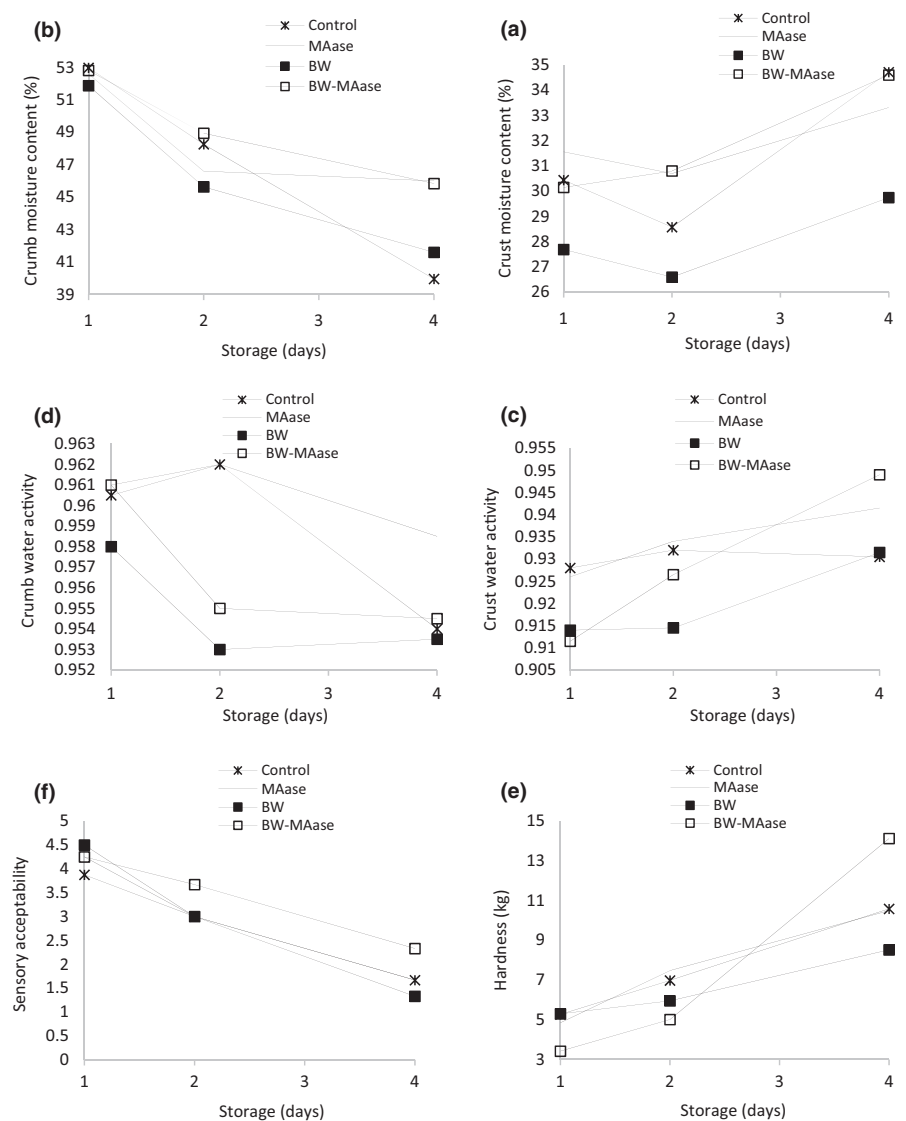 (b)
Control
MAase
BW
BW-MAase
Crumb moisture content (%)
53
51
49
47
45
43
41
39
1
2
3
4
Storage (days)
(a)
Control
MAase
BW
BW-MAase
Crust moisture content (%)
35
34
32
31
30
28
27
26
1
2
3
4
Storage (days)
(d)
Control
MAase
BW
BW-MAase
Crumb water activity
0.963
0.962
0.961
0.96
0.959
0.958
0.957
0.956
0.955
0.954
0.953
0.952
1
2
3
4
Storage (days)
(c)
Control
MAase
BW
BW-MAase
Crust water activity
0.955
0.95
0.945
0.94
0.935
0.93
0.925
0.92
0.915
0.91
0.905
1
2
3
4
Storage (days)
(f)
Control
MAase
BW
BW-MAase
Sensory acceptability
5
4.5
4
3.5
3
2.5
2
1.5
1
0.5
0
1
2
3
4
Storage (days)
(e)
Control
MAase
BW
BW-MAase
Hardness (kg)
15
13
11
9
7
5
3
1
2
3
4
Storage (days)